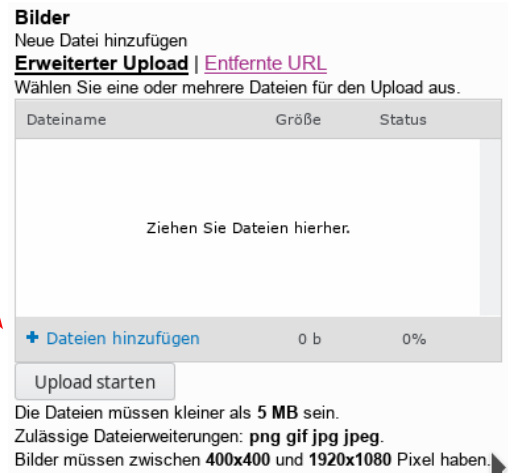 Bilder
Neue Datei hinzufügen
Erweiterter Upload | Entfernte URL
Wählen Sie eine oder mehrere Dateien für den Upload aus.
Dateiname Größe Status
Ziehen Sie Dateien hierher.
+ Dateien hinzufügen 0 b 0%
Upload starten
Die Dateien müssen kleiner als 5 MB sein.
Zulässige Dateierweiterungen: png gif jpg jpeg.
Bilder müssen zwischen 400x400 und 1920x1080 Pixel haben.